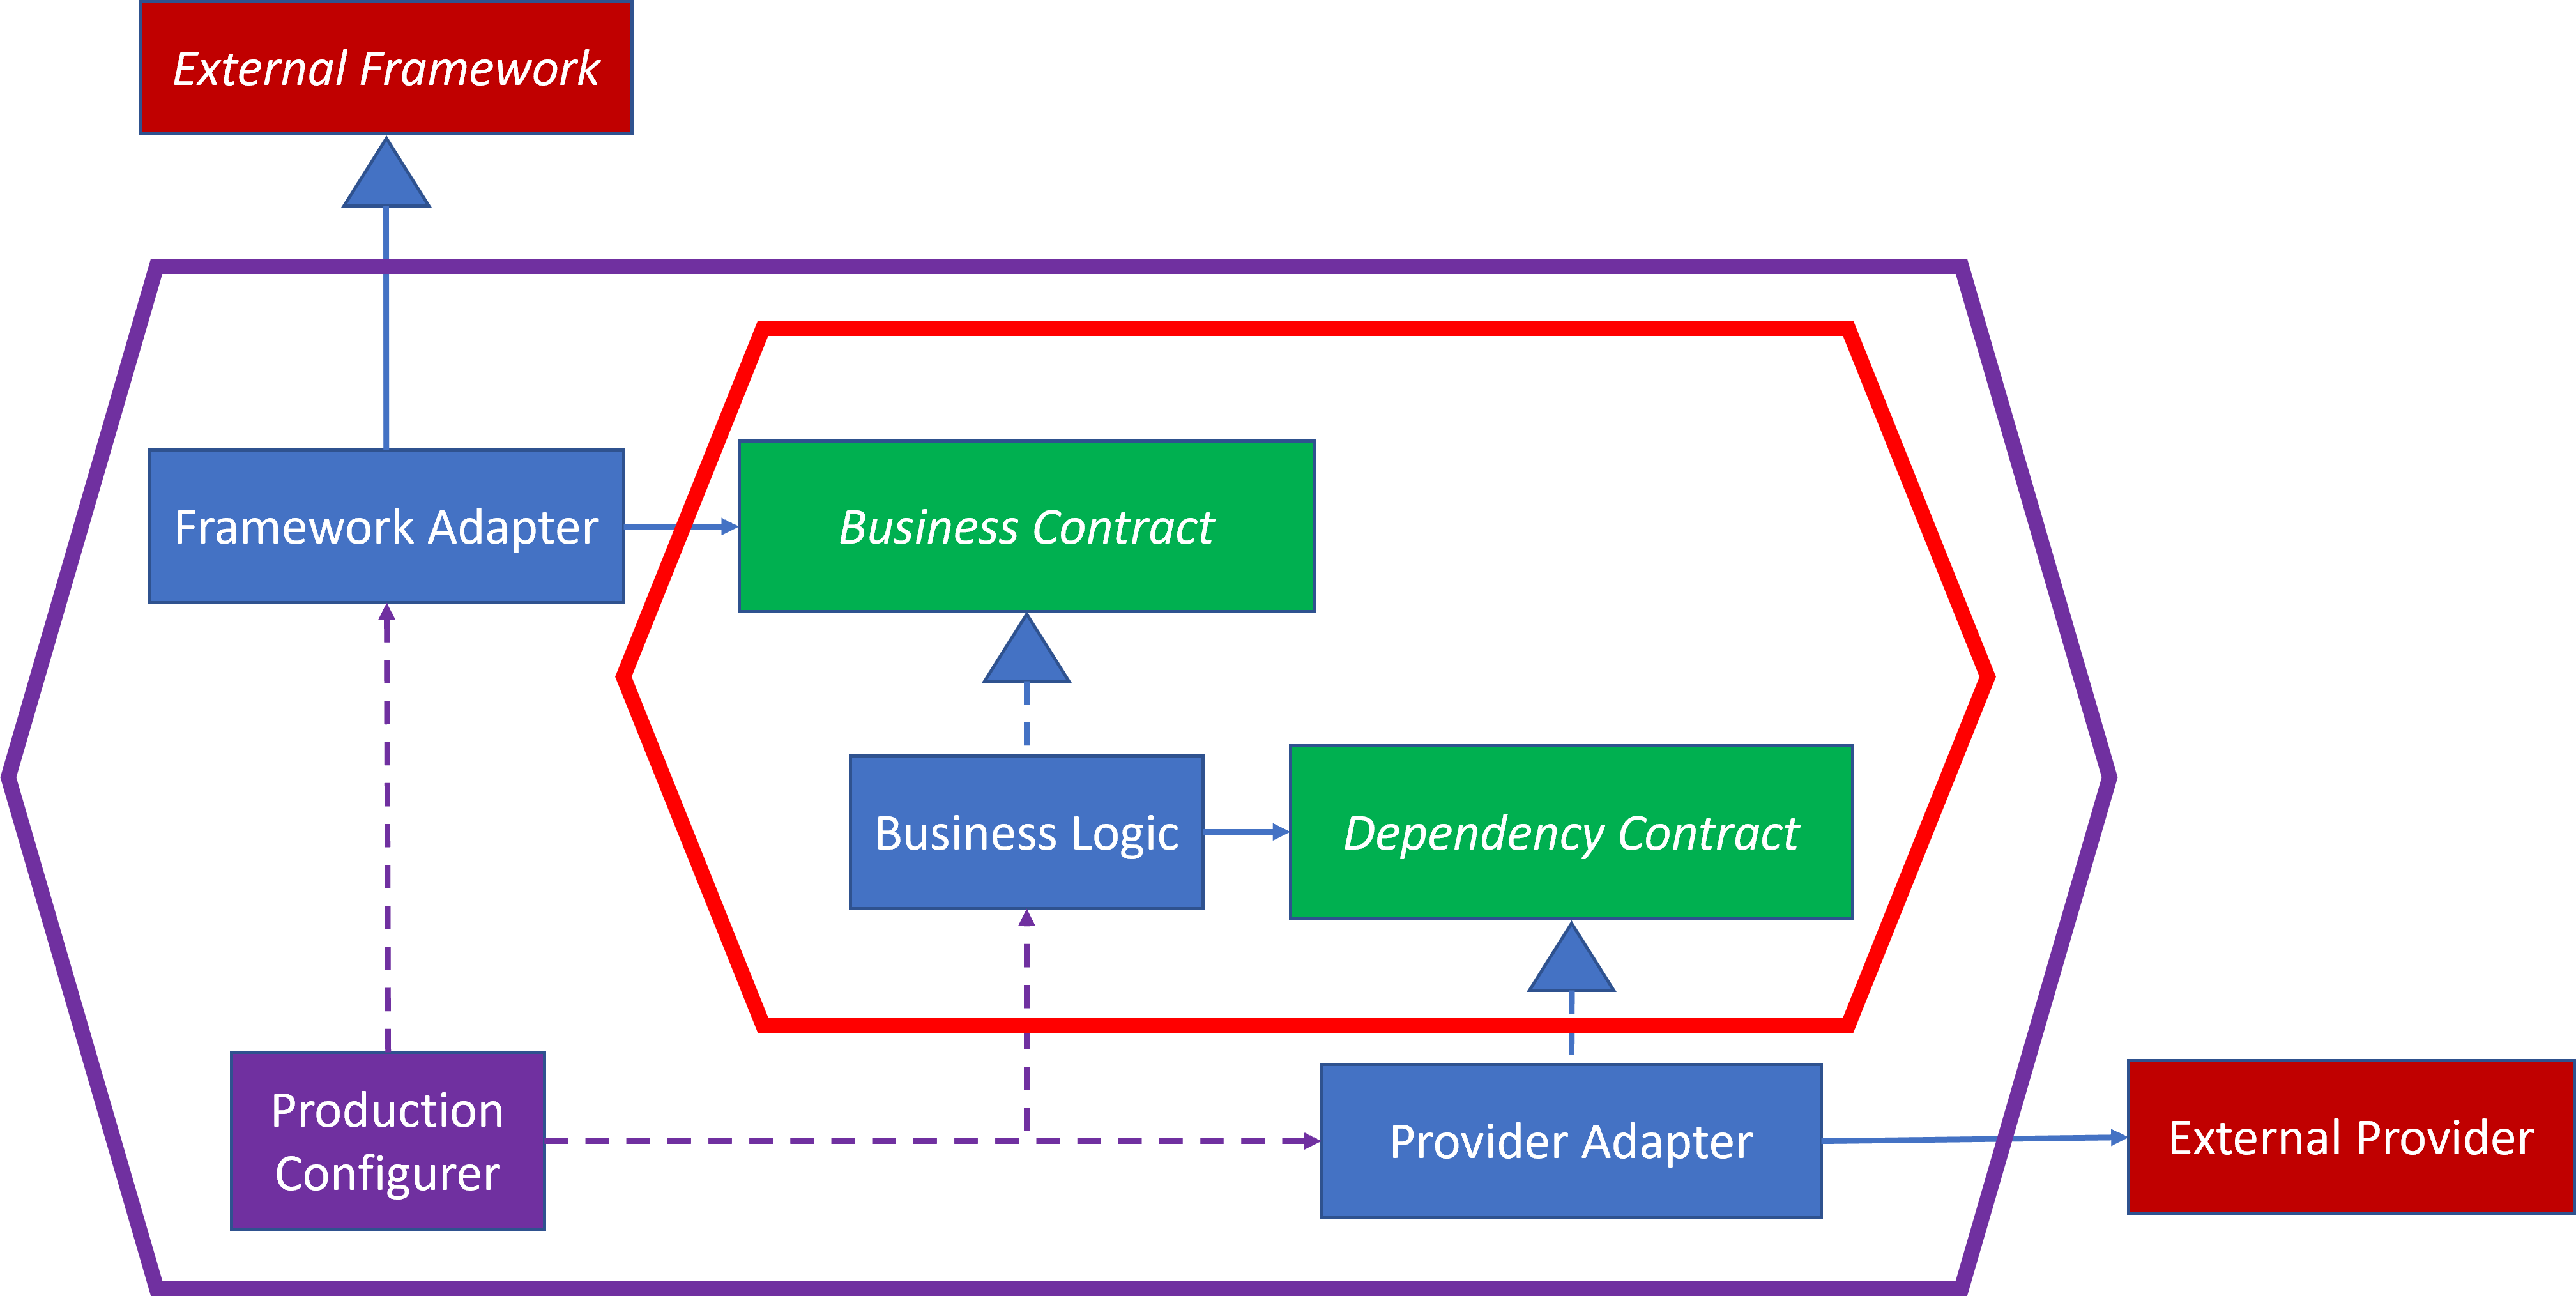 External Framework
Framework Adapter
Business Contract
Business Logic
Dependency Contract
Production
Configurer
Provider Adapter
External Provider